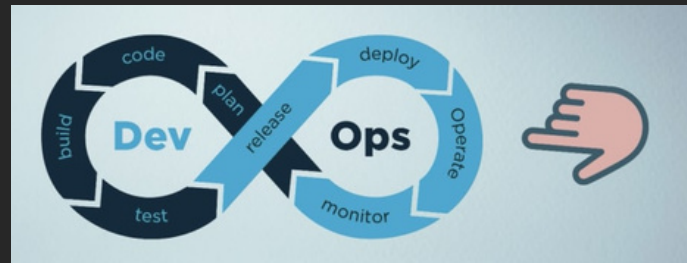 code
deploy
plan
build
Dev
release
Ops
Operate
test
monitor